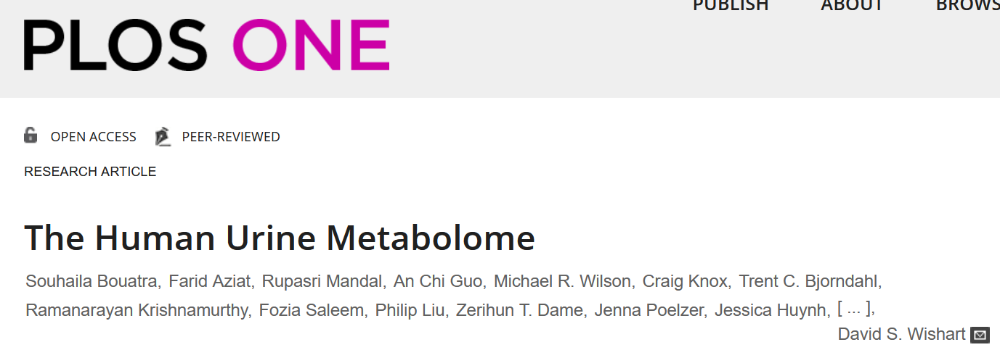 PUBLISH ABOUT BROWS
PLOS ONE
OPEN ACCESS PEER-REVIEWED
RESEARCH ARTICLE
The Human Urine Metabolome
Souhaila Bouatra, Farid Aziat, Rupasri Mandal, An Chi Guo, Michael R. Wilson, Craig Knox, Trent C. Bjorndahl,
Ramanarayan Krishnamurthy, Fozia Saleem, Philip Liu, Zerihun T. Dame, Jenna Poelzer, Jessica Huynh, [ ... ],
David S. Wishart